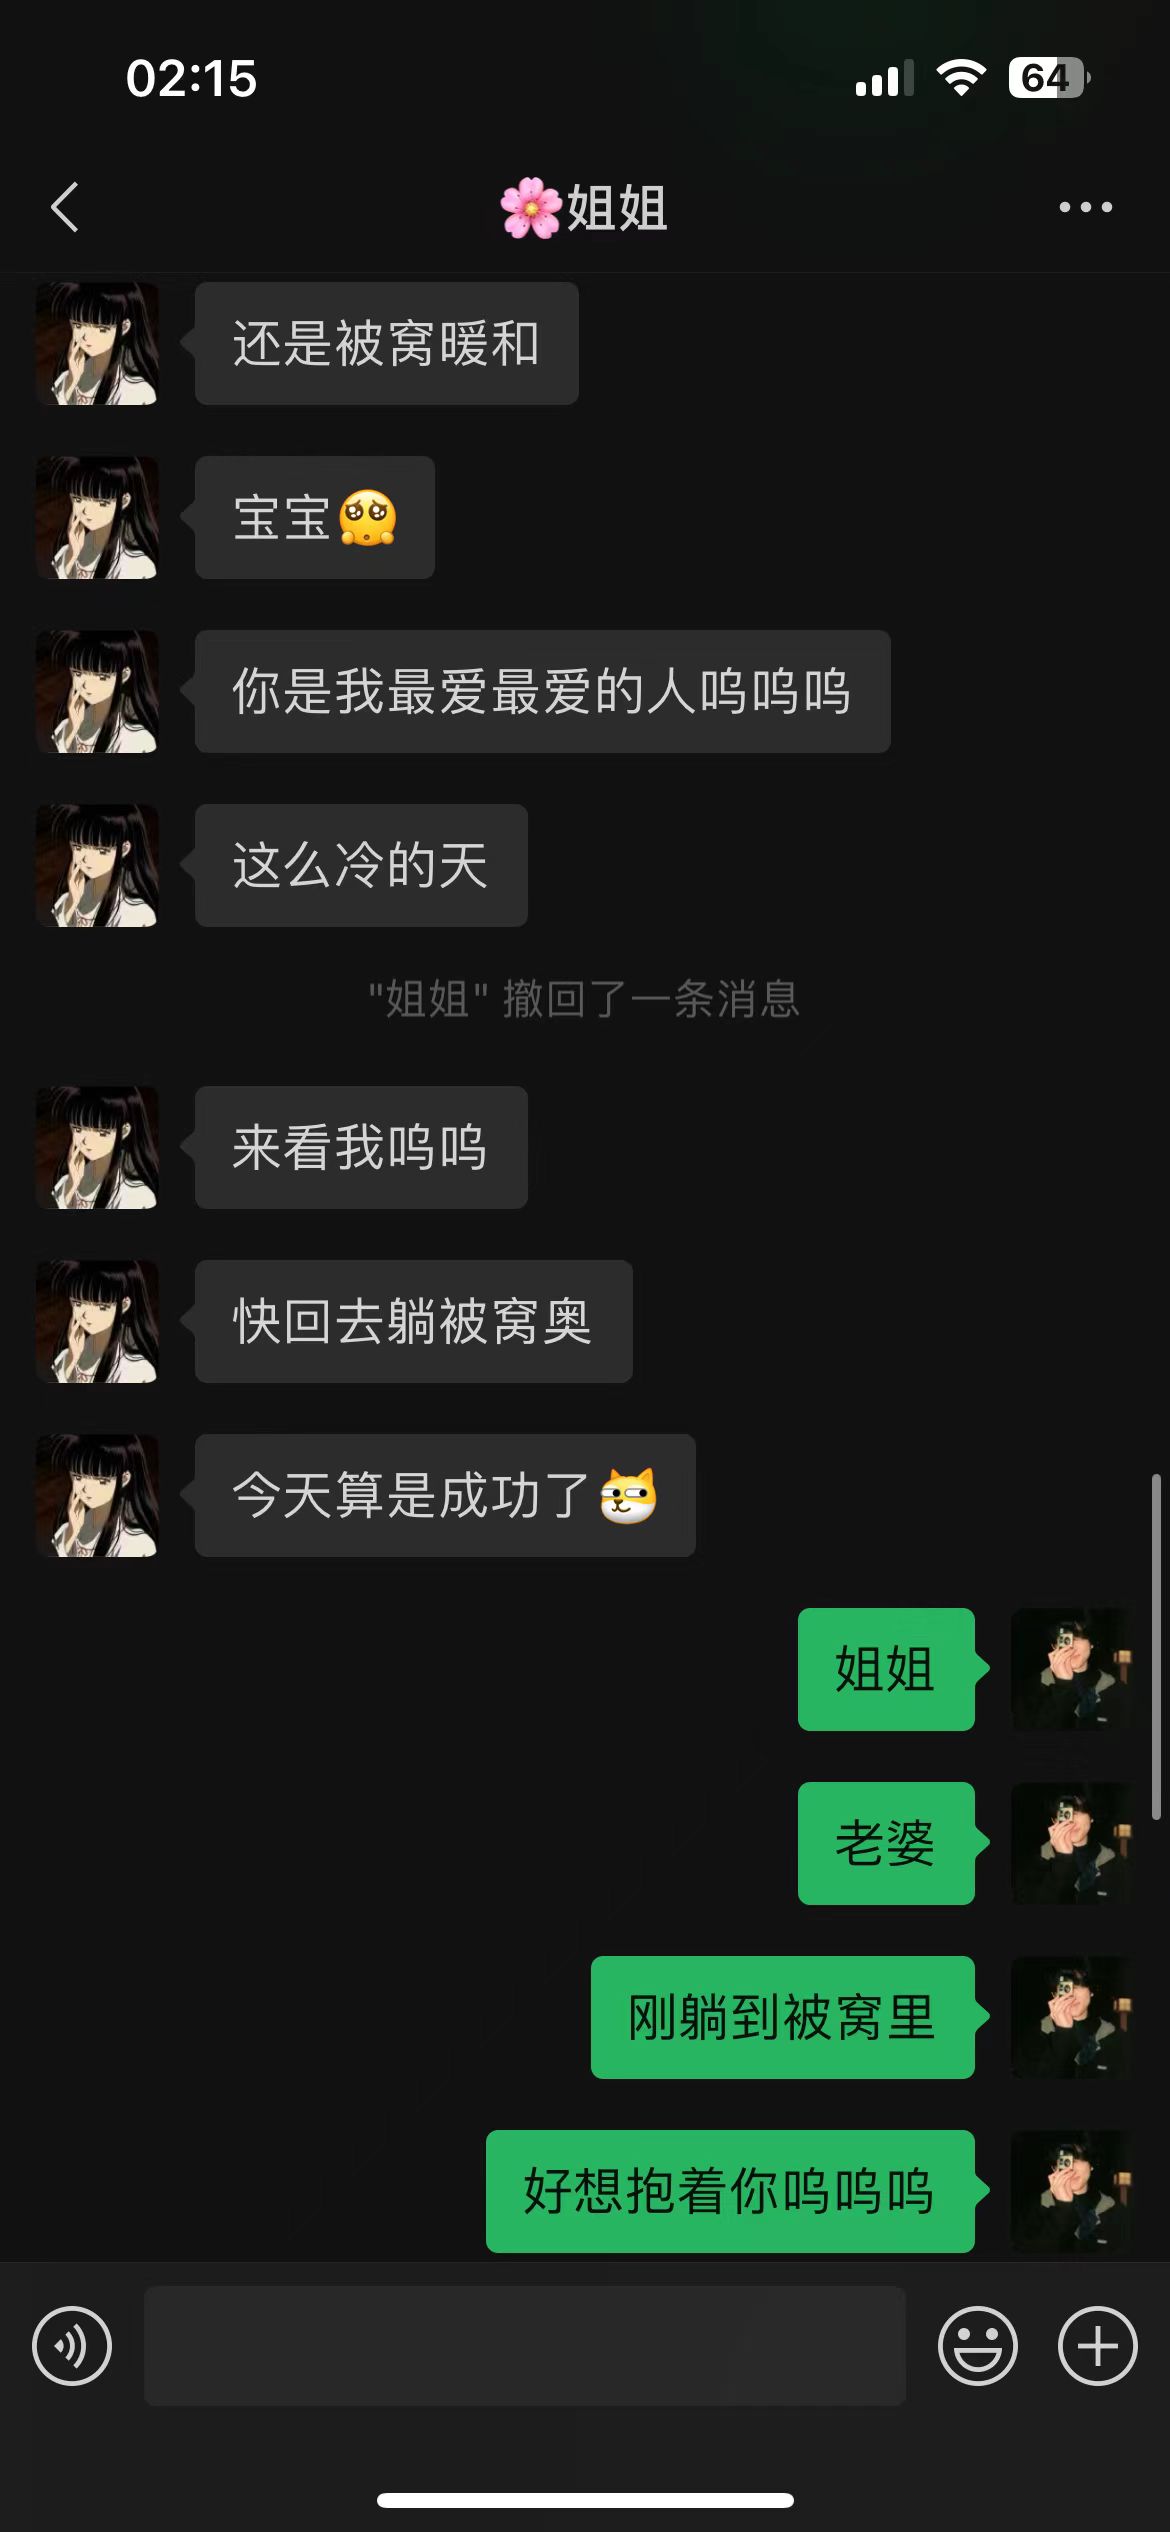 02:15
64
🌸姐姐
还是被窝暖和
宝宝🥺
你是我最爱最爱的人呜呜呜
这么冷的天
"姐姐" 撤回了一条消息
来看我呜呜
快回去躺被窝奥
今天算是成功了
姐姐
老婆
刚躺到被窝里
好想抱着你呜呜呜